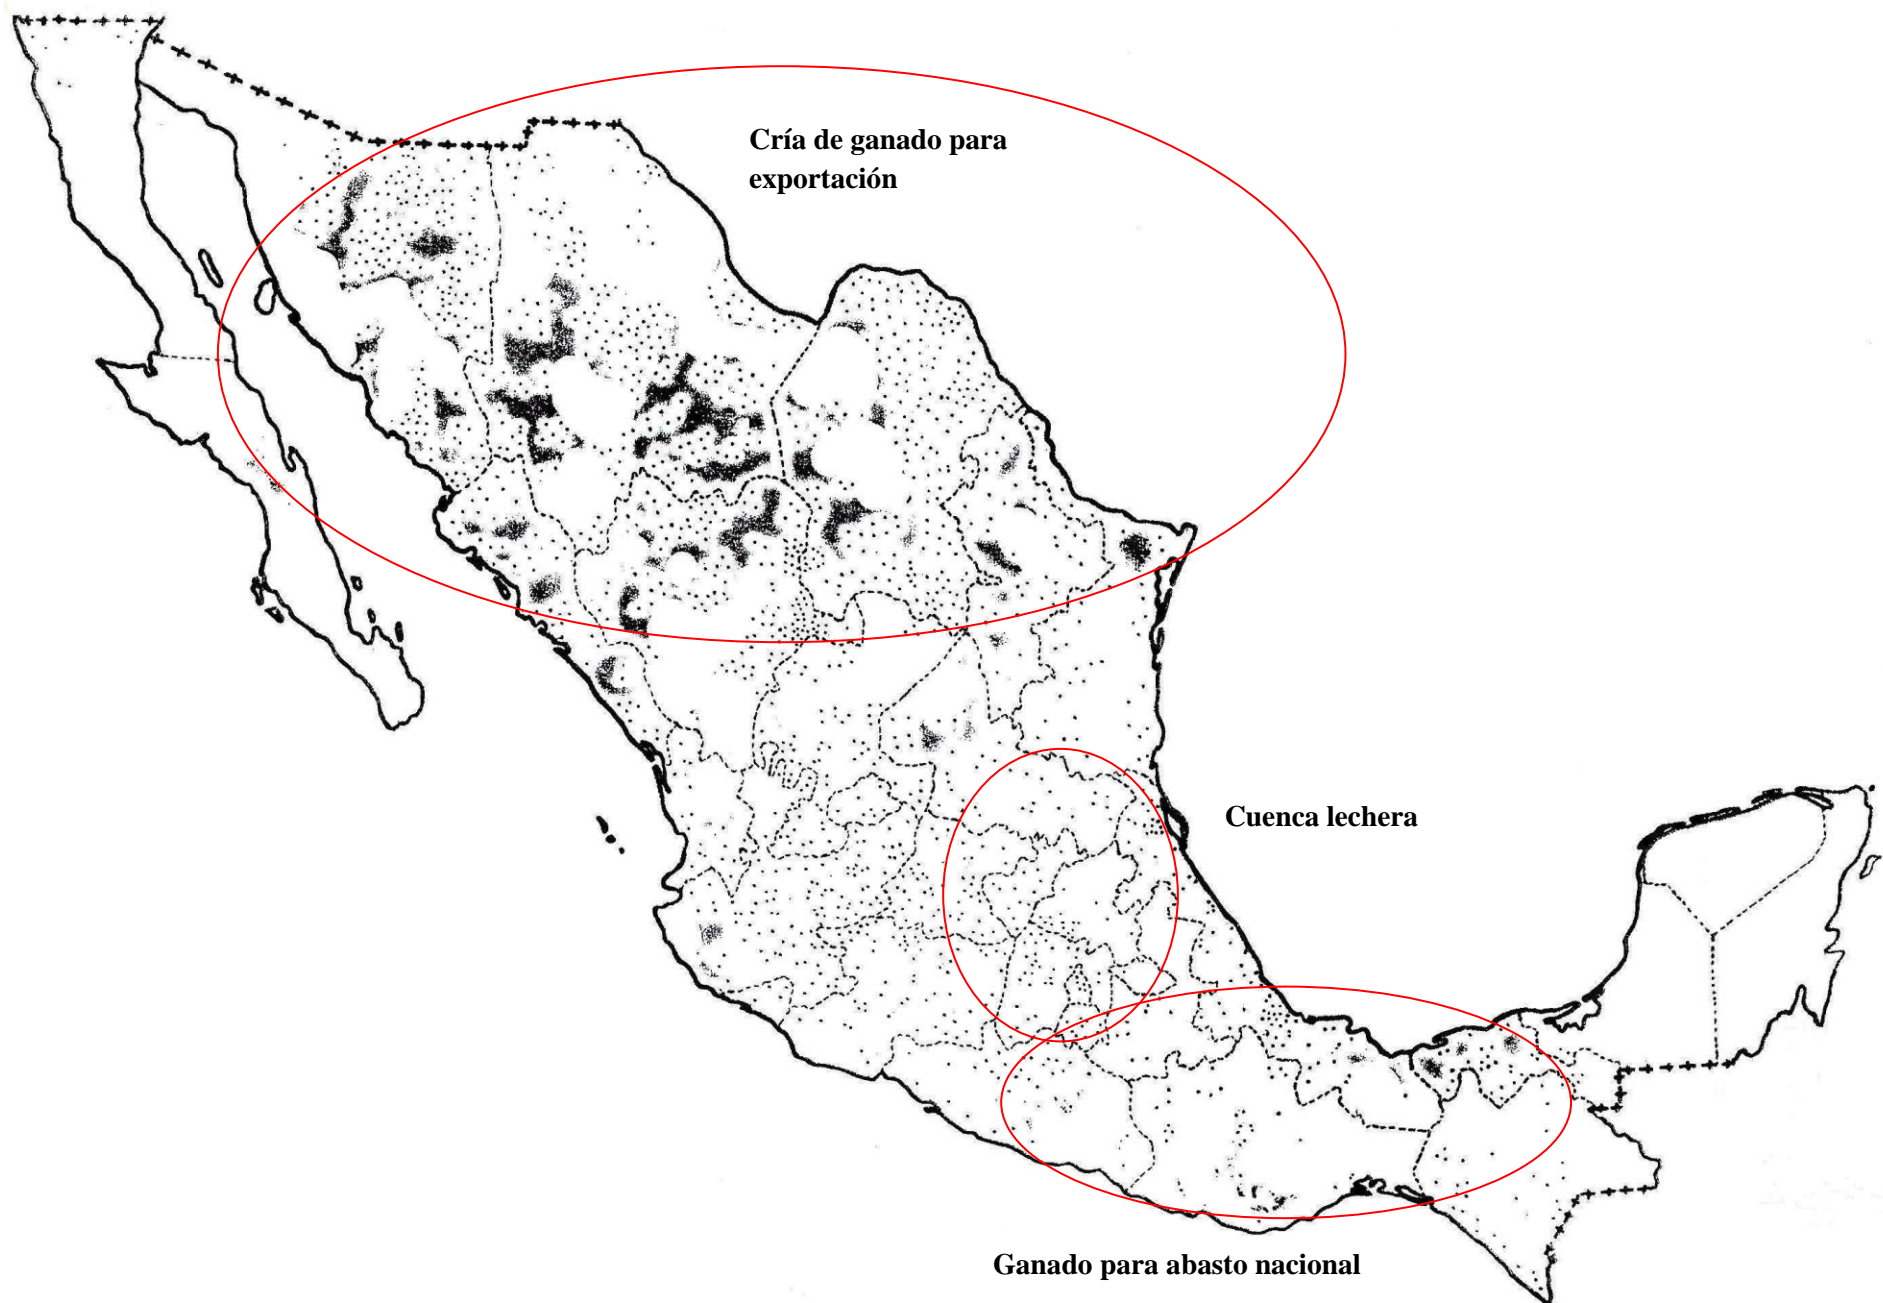 Cría de ganado para
exportación
Cuenca lechera
Ganado para abasto nacional